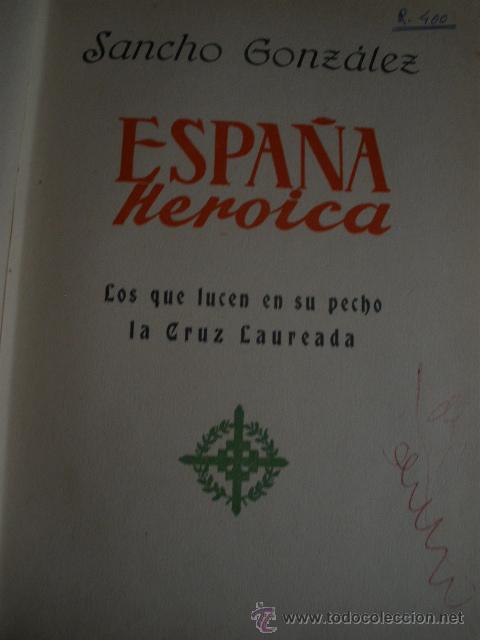 R. 400
Sancho González
ESPAÑA
Heroica
Los que lucen en su pecho
la Cruz Laureada
www.todocoleccion.net